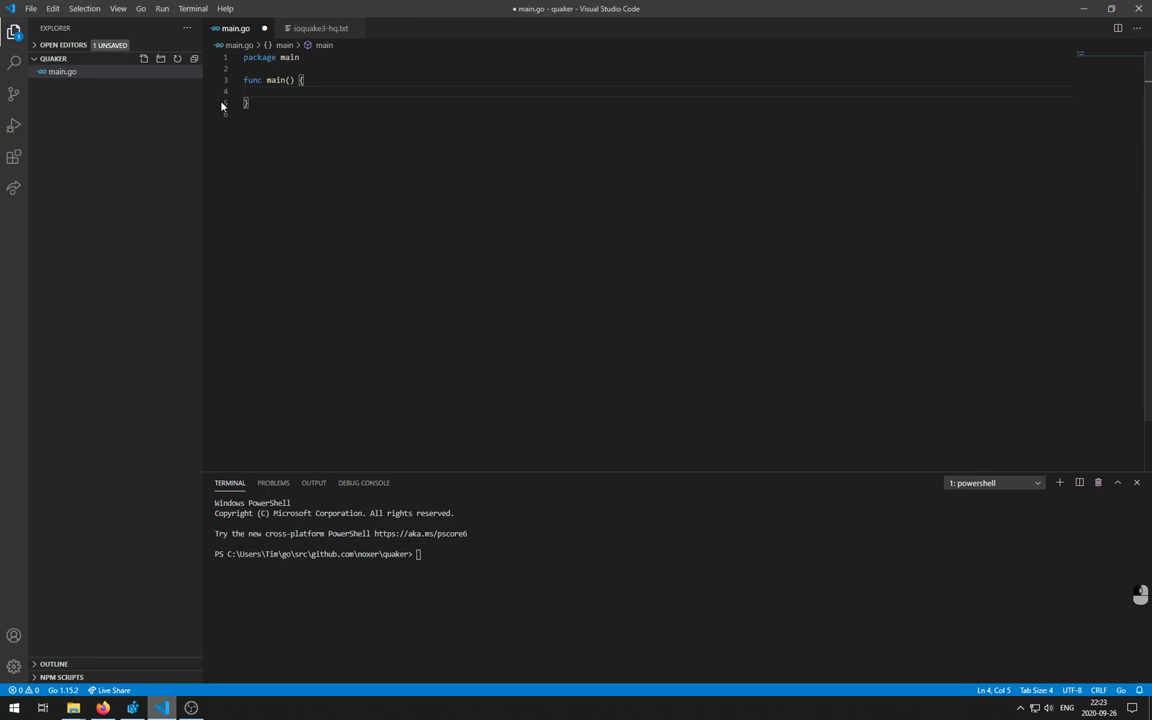 File Edit Selection View Go Run Terminal Help
● main.go - quaker - Visual Studio Code
EXPLORER
main.go
ioquake3-hq.txt
OPEN EDITORS 1 UNSAVED
main.go > {} main > main
QUAKER
main.go
1 package main
2
3 func main() {
4
5 }
6
TERMINAL PROBLEMS OUTPUT DEBUG CONSOLE
1: powershell
Windows PowerShell
Copyright (C) Microsoft Corporation. All rights reserved.
Try the new cross-platform PowerShell https://aka.ms/pscore6
PS C:\Users\Tim\go\src\github.com\noxer\quaker>
OUTLINE
NPM SCRIPTS
0 0 Go 1.15.2 Live Share
Ln 4, Col 5 Tab Size: 4 UTF-8 CRLF Go
ENG
22:23
2020-09-26